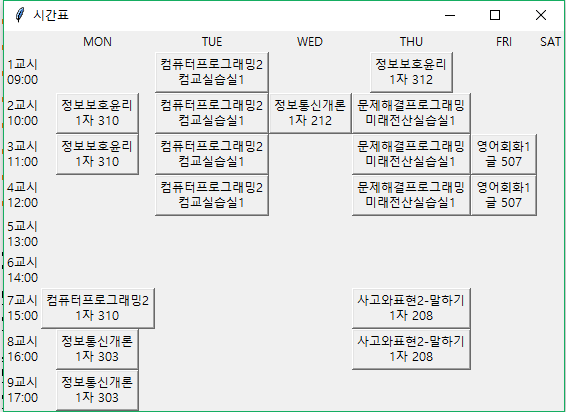 시간표
MON TUE WED THU FRI SAT
1교시 컴퓨터프로그래밍2 정보보호윤리
09:00 컴교실습실1 1자 312
2교시 정보보호윤리 컴퓨터프로그래밍2 정보통신개론 문제해결프로그래밍
10:00 1자 310 컴교실습실1 1자 212 미래전산실습실1
3교시 정보보호윤리 컴퓨터프로그래밍2 문제해결프로그래밍 영어회화1
11:00 1자 310 컴교실습실1 미래전산실습실1 글 507
4교시 컴퓨터프로그래밍2 문제해결프로그래밍 영어회화1
12:00 컴교실습실1 미래전산실습실1 글 507
5교시
13:00
6교시
14:00
7교시 컴퓨터프로그래밍2 사고와표현2-말하기
15:00 1자 310 1자 208
8교시 정보통신개론 사고와표현2-말하기
16:00 1자 303 1자 208
9교시 정보통신개론
17:00 1자 303